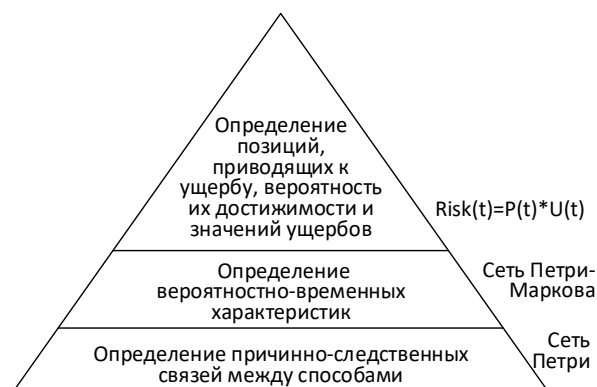 Определение
позиций,
приводящих к
ущербу, вероятность
их достижимости и
значений ущербов
Risk(t)=P(t)*U(t)
Определение
вероятностно-временных
характеристик
Сеть Петри-
Маркова
Определение причинно-следственных
связей между способами
Сеть
Петри